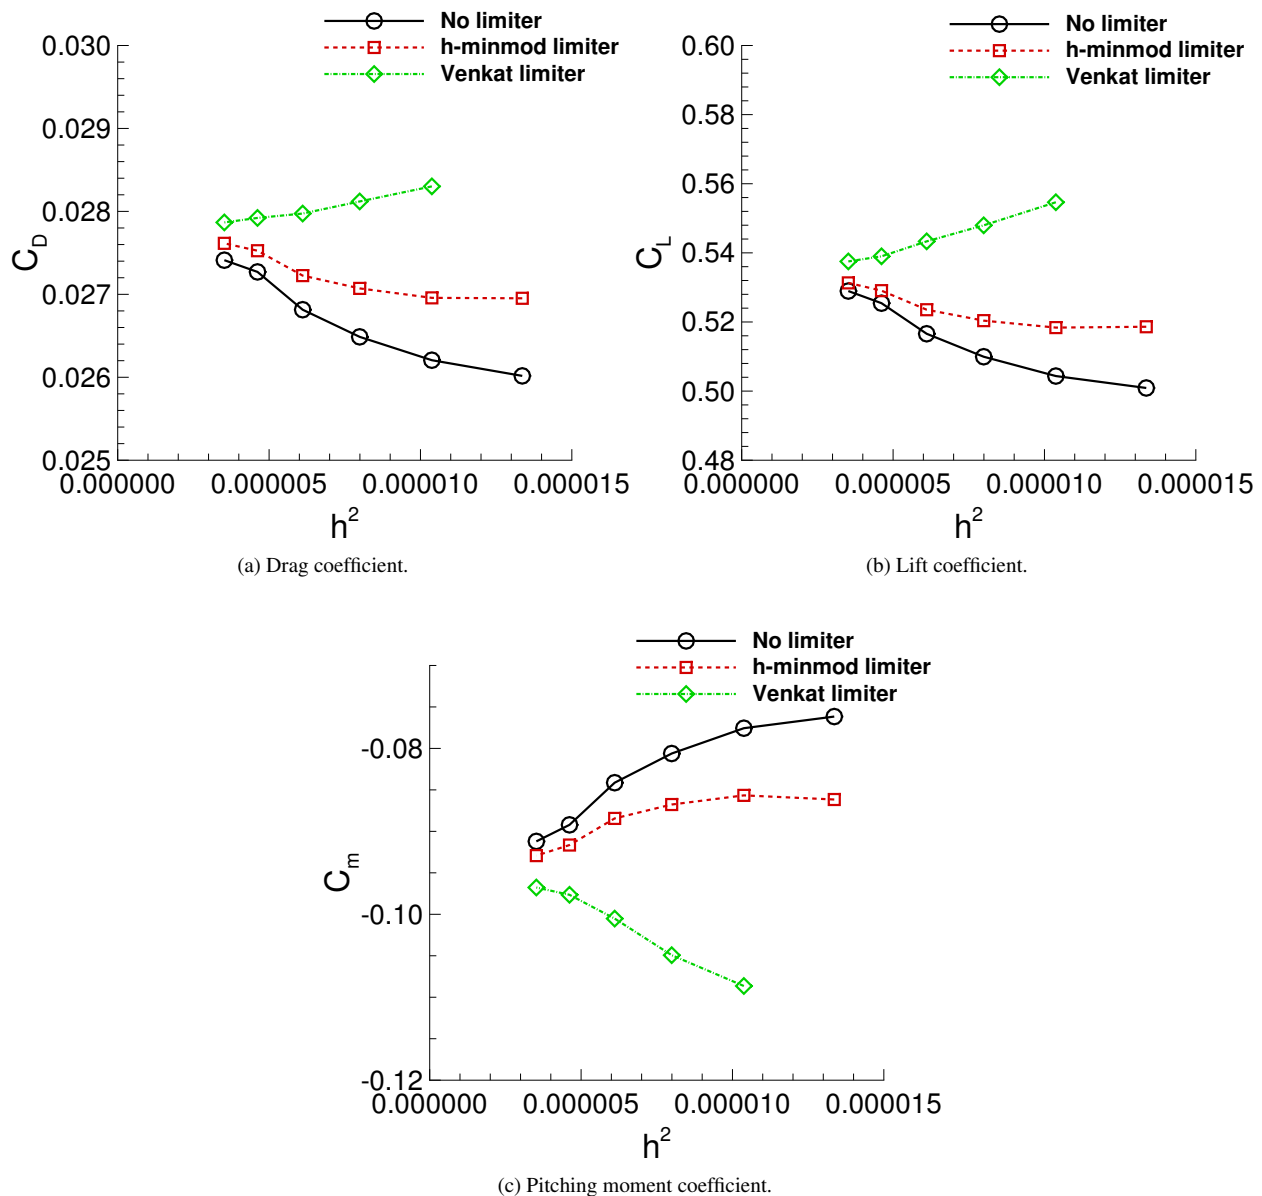 No limiter
h-minmod limiter
Venkat limiter
0.030
0.029
0.028
0.027
0.026
0.025
C_D
0.000000 0.000005 0.000010 0.000015
h²
(a) Drag coefficient.
No limiter
h-minmod limiter
Venkat limiter
0.60
0.58
0.56
0.54
0.52
0.50
0.48
C_L
0.000000 0.000005 0.000010 0.000015
h²
(b) Lift coefficient.
No limiter
h-minmod limiter
Venkat limiter
-0.08
-0.10
-0.12
C_m
0.000000 0.000005 0.000010 0.000015
h²
(c) Pitching moment coefficient.